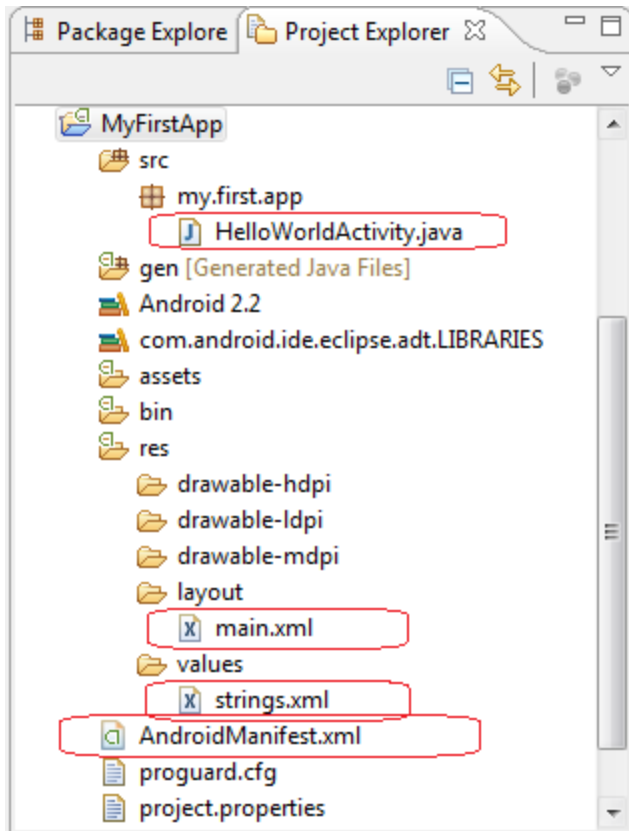 Package Explore Project Explorer
MyFirstApp
src
my.first.app
HelloWorldActivity.java
gen [Generated Java Files]
Android 2.2
com.android.ide.eclipse.adt.LIBRARIES
assets
bin
res
drawable-hdpi
drawable-ldpi
drawable-mdpi
layout
main.xml
values
strings.xml
AndroidManifest.xml
proguard.cfg
project.properties